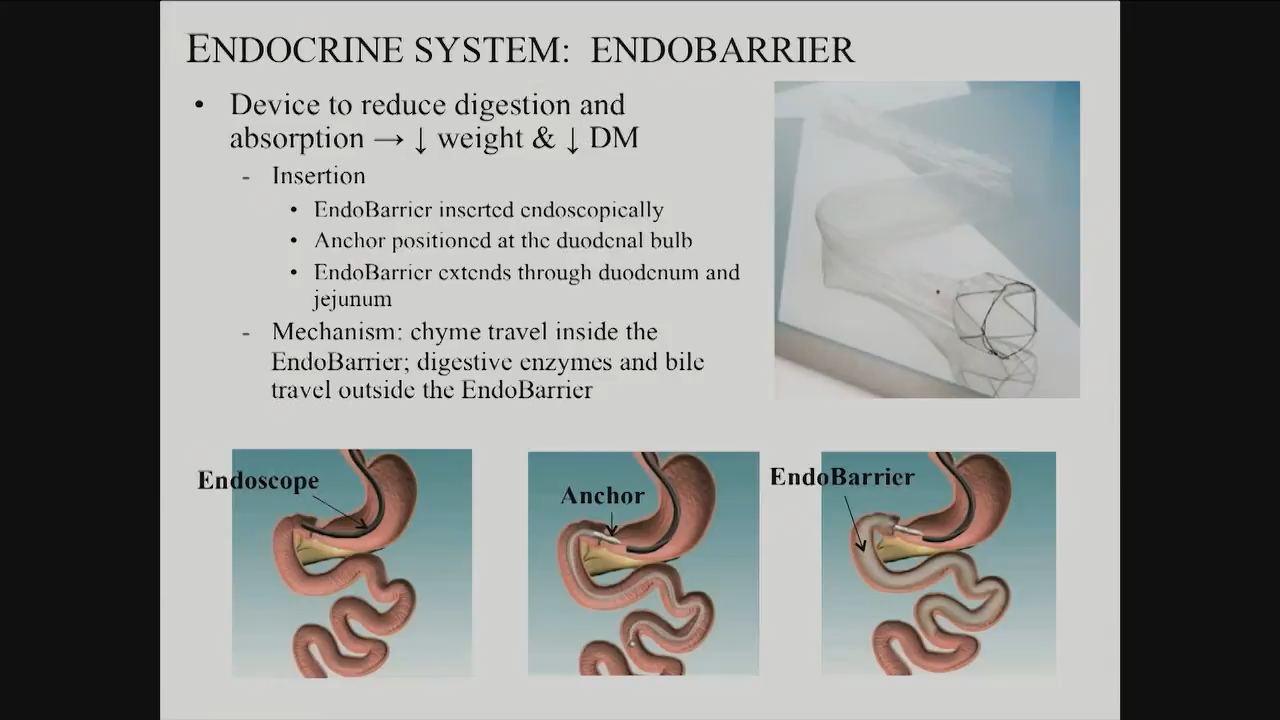 ENDOCRINE SYSTEM: ENDOBARRIER
• Device to reduce digestion and
absorption → ↓ weight & ↓ DM
- Insertion
• EndoBarrier inserted endoscopically
• Anchor positioned at the duodenal bulb
• EndoBarrier extends through duodenum and
jejunum
- Mechanism: chyme travel inside the
EndoBarrier; digestive enzymes and bile
travel outside the EndoBarrier
Endoscope
Anchor
EndoBarrier